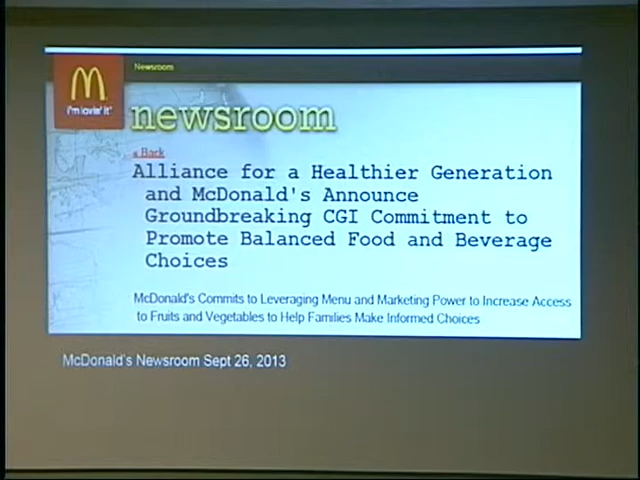 Newsroom
i'm lovin' it®
newsroom
« Back
Alliance for a Healthier Generation
and McDonald's Announce
Groundbreaking CGI Commitment to
Promote Balanced Food and Beverage
Choices
McDonald's Commits to Leveraging Menu and Marketing Power to Increase Access
to Fruits and Vegetables to Help Families Make Informed Choices
McDonald's Newsroom Sept 26, 2013